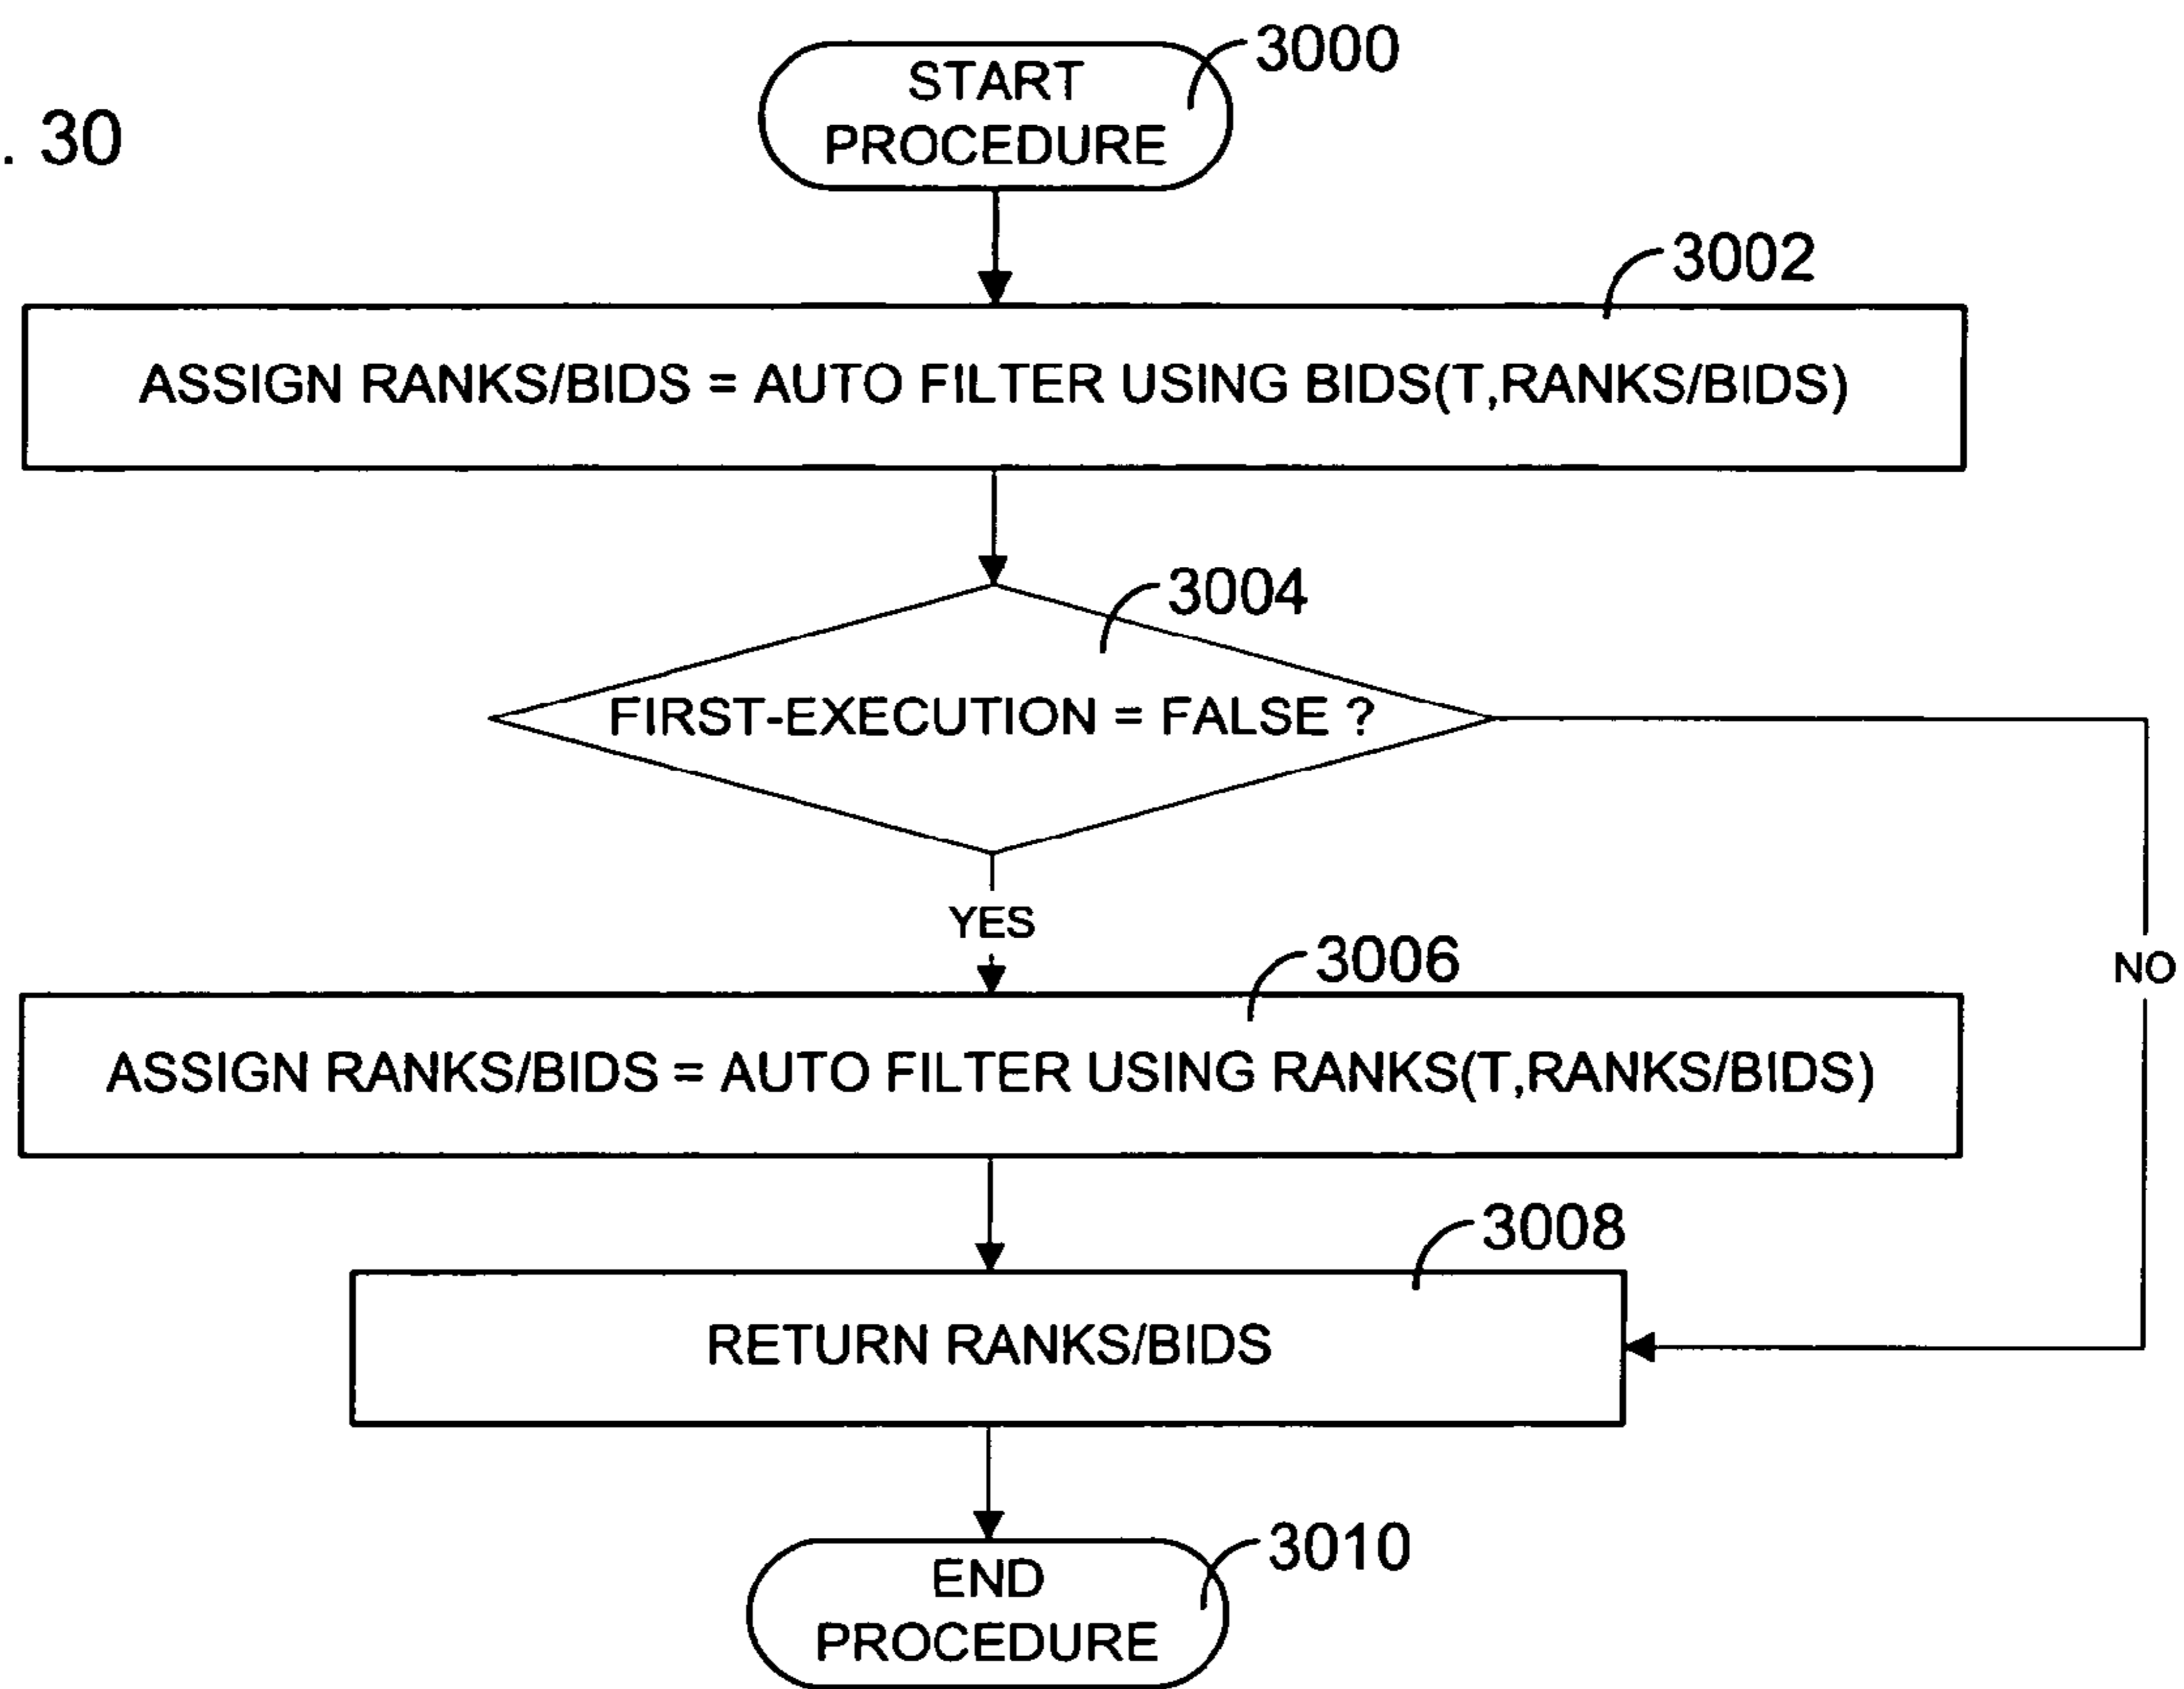 . 30
START
PROCEDURE
3000
3002
ASSIGN RANKS/BIDS = AUTO FILTER USING BIDS(T,RANKS/BIDS)
3004
FIRST-EXECUTION = FALSE ?
YES
NO
3006
ASSIGN RANKS/BIDS = AUTO FILTER USING RANKS(T,RANKS/BIDS)
3008
RETURN RANKS/BIDS
3010
END
PROCEDURE